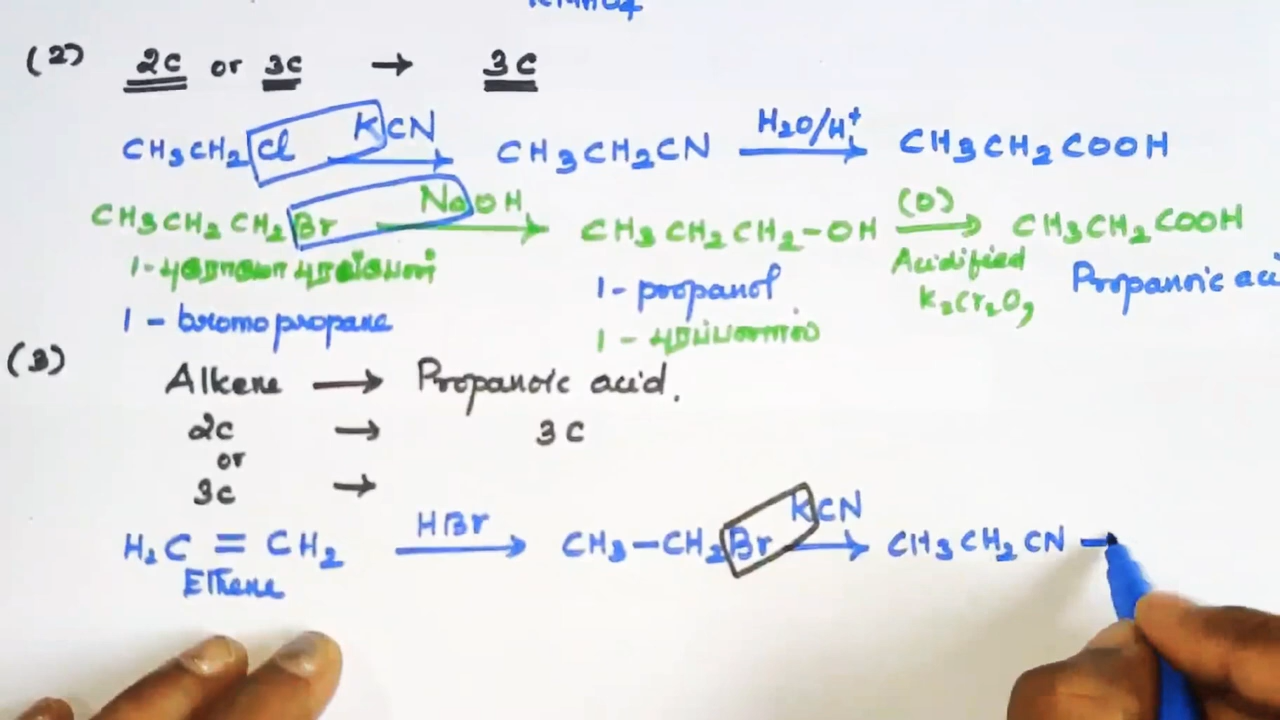 KMnO4
(2) 2C or 3C → 3C
CH3CH2Cl KCN → CH3CH2CN H2O/H+ → CH3CH2COOH
CH3CH2CH2Br NaOH → CH3CH2CH2-OH (O) → CH3CH2COOH
Acidified
K2Cr2O7
1 - bromopropane
1 - propanol
Propanoic aci
(3)
Alkene → Propanoic acid.
2C → 3C
or
3C →
H2C = CH2 HBr → CH3-CH2Br KCN → CH3CH2CN →
Ethene